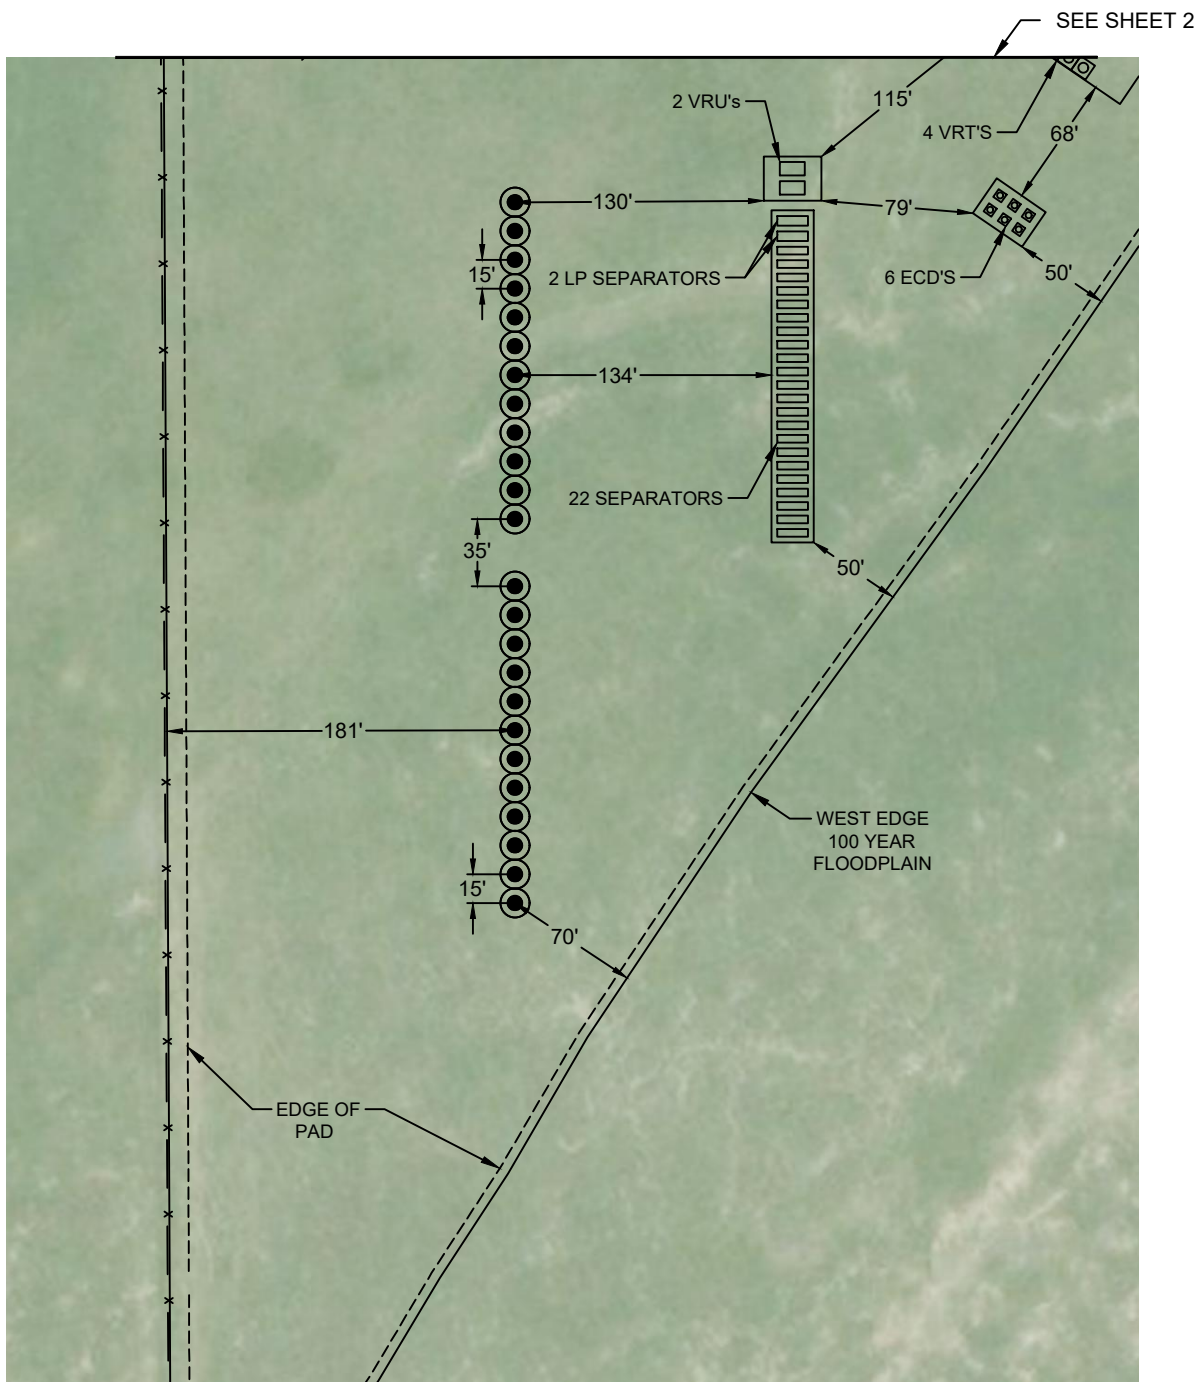 SEE SHEET 2
2 VRU's
115'
4 VRT'S
68'
130'
79'
15'
2 LP SEPARATORS
6 ECD'S
50'
134'
22 SEPARATORS
35'
50'
181'
WEST EDGE
100 YEAR
FLOODPLAIN
15'
70'
EDGE OF
PAD